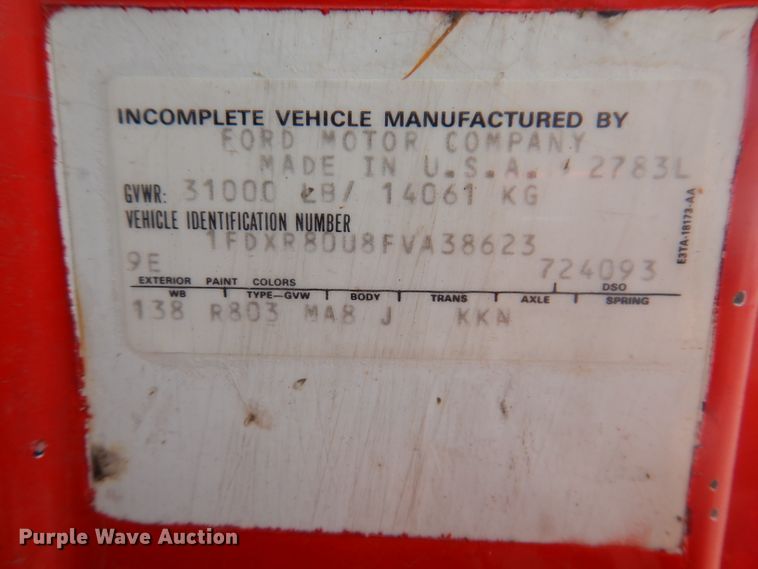 INCOMPLETE VEHICLE MANUFACTURED BY
FORD MOTOR COMPANY
MADE IN U.S.A. 2783L
GVWR: 31000 LB/ 14061 KG
VEHICLE IDENTIFICATION NUMBER
1FDXR80U8FVA38623
9E 724093
EXTERIOR PAINT COLORS DSO
WB TYPE-GVW BODY TRANS AXLE SPRING
138 R803 MA8 J KKN
E3TA-18173-AA
Purple Wave Auction